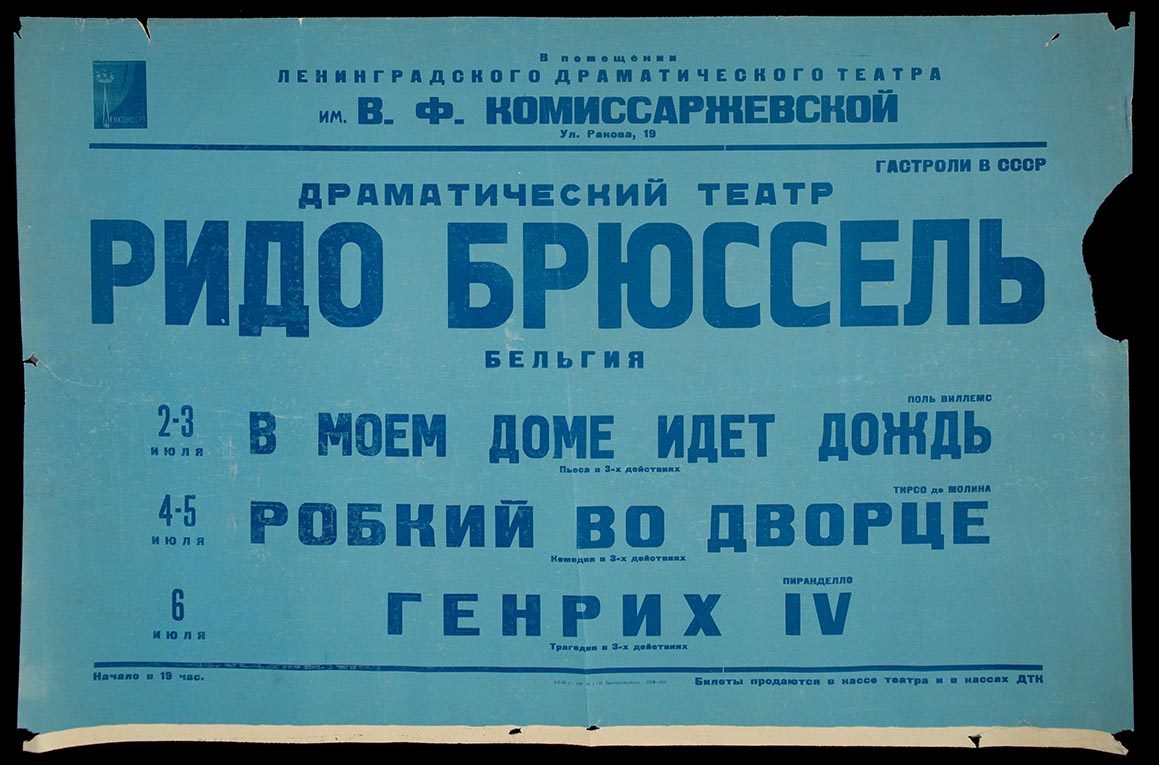 В помещении
ЛЕНИНГРАДСКОГО ДРАМАТИЧЕСКОГО ТЕАТРА
ИМ. В. Ф. КОМИССАРЖЕВСКОЙ
Ул. Ракова, 19
ЛЕНКОНЦЕРТ
ГАСТРОЛИ В СССР
ДРАМАТИЧЕСКИЙ ТЕАТР
РИДО БРЮССЕЛЬ
БЕЛЬГИЯ
ПОЛЬ ВИЛЛЕМС
2-3 ИЮЛЯ В МОЕМ ДОМЕ ИДЕТ ДОЖДЬ
Пьеса в 3-х действиях
ТИРСО де МОЛИНА
4-5 ИЮЛЯ РОБКИЙ ВО ДВОРЦЕ
Комедия в 3-х действиях
ПИРАНДЕЛЛО
6 ИЮЛЯ ГЕНРИХ IV
Трагедия в 3-х действиях
Начало в 19 час.
Билеты продаются в кассе театра и в кассах ДТК